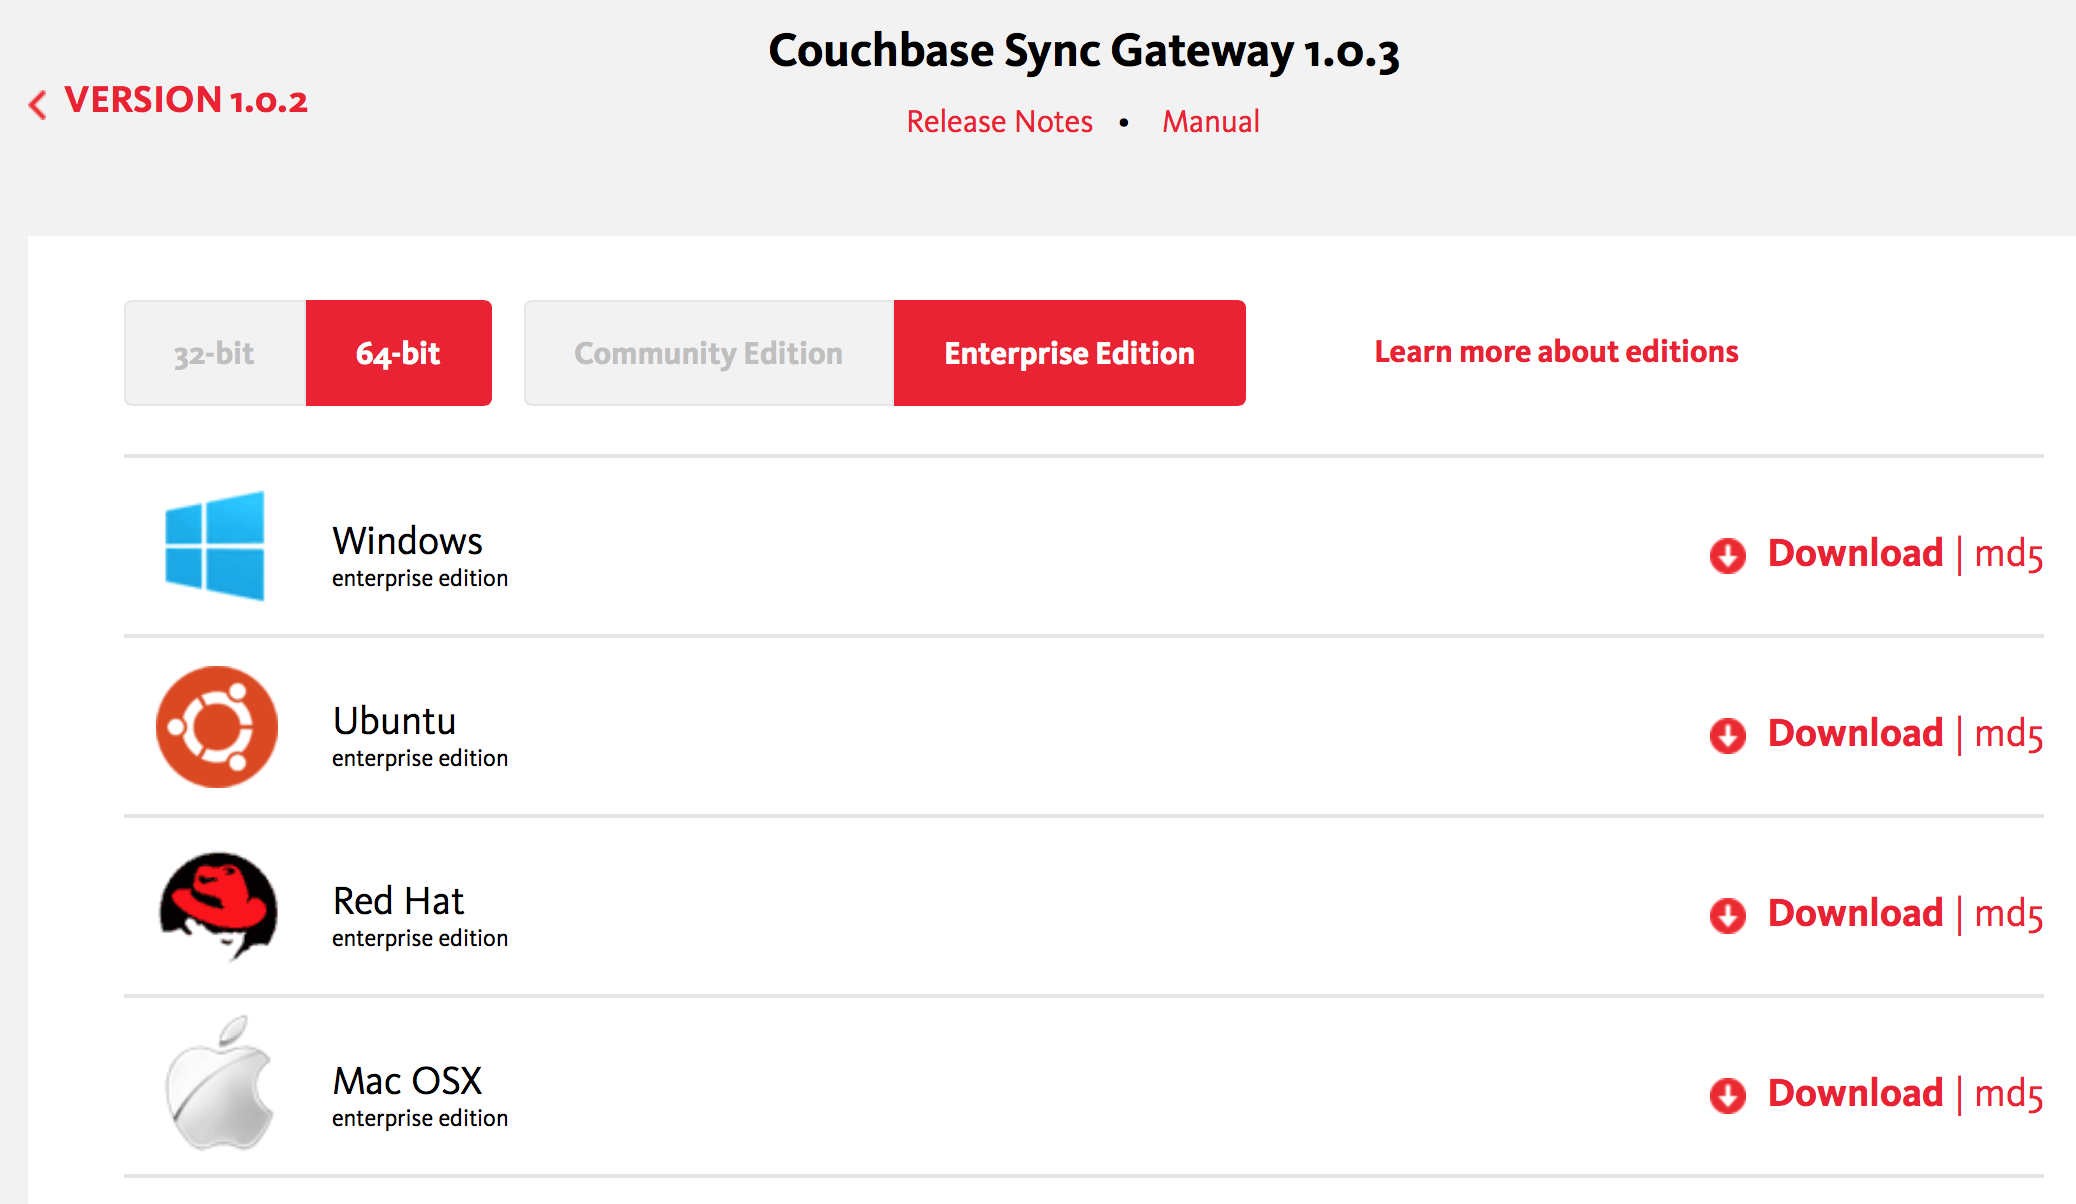 Couchbase Sync Gateway 1.0.3
VERSION 1.0.2
Release Notes • Manual
32-bit 64-bit Community Edition Enterprise Edition Learn more about editions
Windows
enterprise edition
Download | md5
Ubuntu
enterprise edition
Download | md5
Red Hat
enterprise edition
Download | md5
Mac OSX
enterprise edition
Download | md5